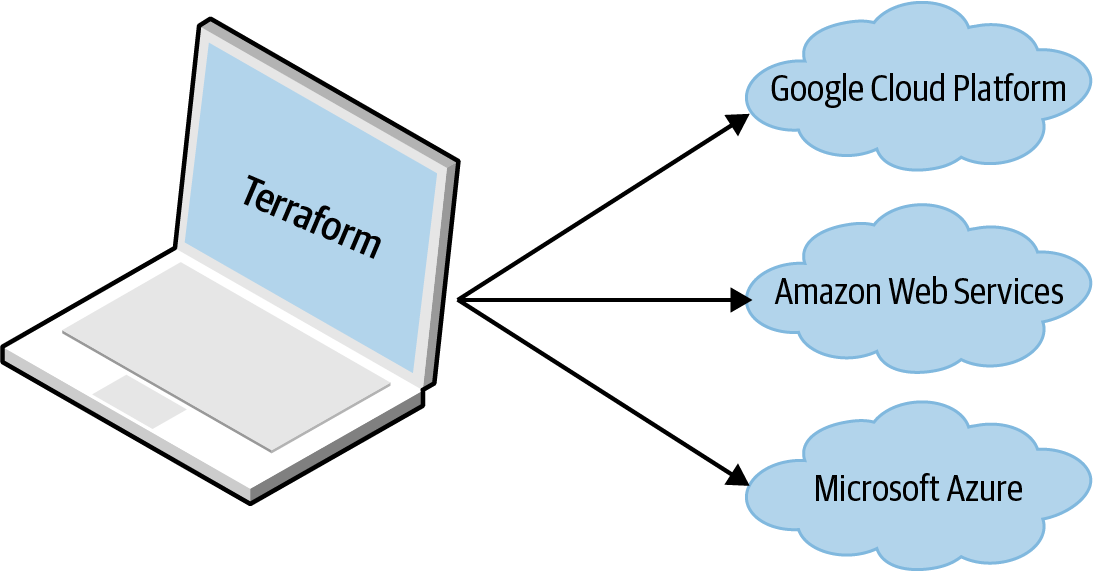 Terraform
Google Cloud Platform
Amazon Web Services
Microsoft Azure